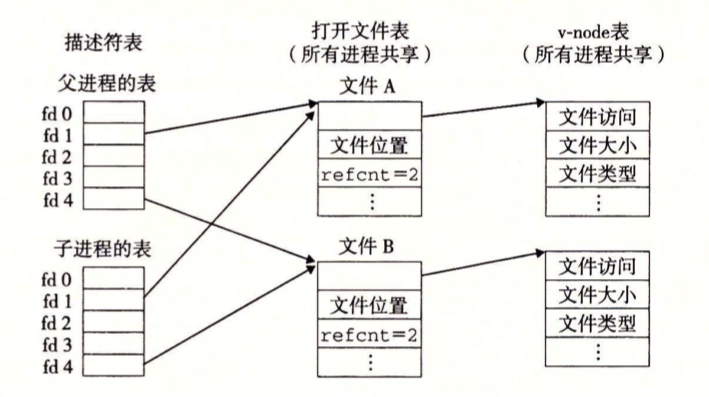 描述符表
打开文件表
（所有进程共享）
v-node表
（所有进程共享）
父进程的表
fd 0
fd 1
fd 2
fd 3
fd 4
文件 A
文件位置
refcnt=2
⋮
文件访问
文件大小
文件类型
⋮
子进程的表
fd 0
fd 1
fd 2
fd 3
fd 4
文件 B
文件位置
refcnt=2
⋮
文件访问
文件大小
文件类型
⋮